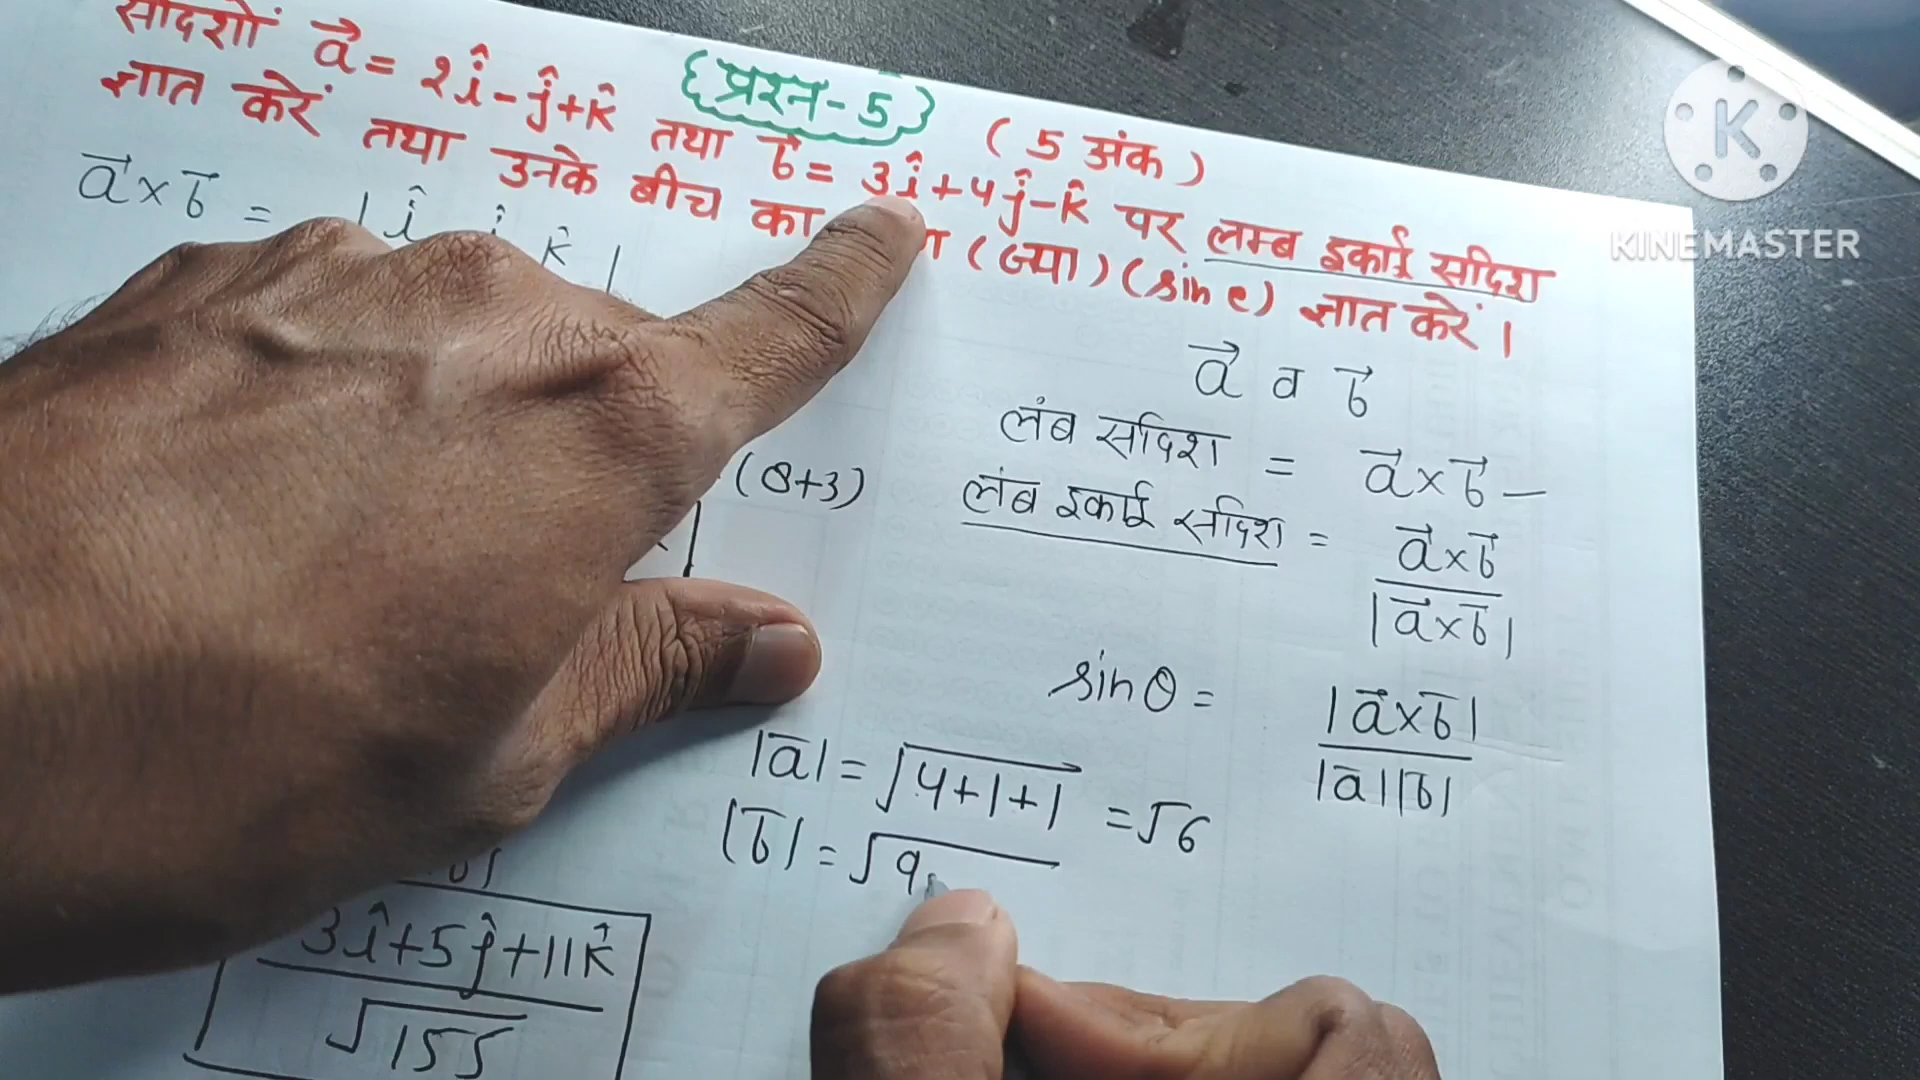 {प्रश्न-5}
(5 अंक)
सदिशों a⃗ = 2î-ĵ+k̂ तथा b⃗ = 3î+4ĵ-k̂ पर लम्ब इकाई सदिश
ज्ञात करें तथा उनके बीच का (ज्या) (sin e) ज्ञात करें।
a⃗×b⃗ = | î ĵ k̂ |
(8+3)
3î+5ĵ+11k̂
√155
a⃗ व b⃗
लंब सदिश = a⃗×b⃗ –
लंब इकाई सदिश = a⃗×b⃗
|a⃗×b⃗|
sinθ = |a⃗×b⃗|
|a⃗||b⃗|
|a⃗| = √4+1+1 = √6
|b⃗| = √9
K
KINEMASTER